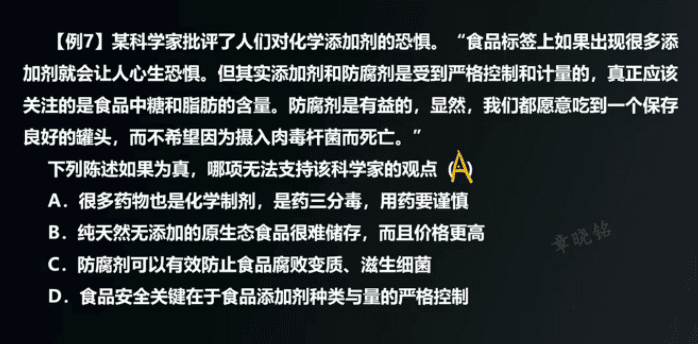 【例7】某科学家批评了人们对化学添加剂的恐惧。“食品标签上如果出现很多添
加剂就会让人心生恐惧。但其实添加剂和防腐剂是受到严格控制和计量的，真正应该
关注的是食品中糖和脂肪的含量。防腐剂是有益的，显然，我们都愿意吃到一个保存
良好的罐头，而不希望因为摄入肉毒杆菌而死亡。”
下列陈述如果为真，哪项无法支持该科学家的观点（A）
A．很多药物也是化学制剂，是药三分毒，用药要谨慎
B．纯天然无添加的原生态食品很难储存，而且价格更高
C．防腐剂可以有效防止食品腐败变质、滋生细菌
D．食品安全关键在于食品添加剂种类与量的严格控制
章晓铭